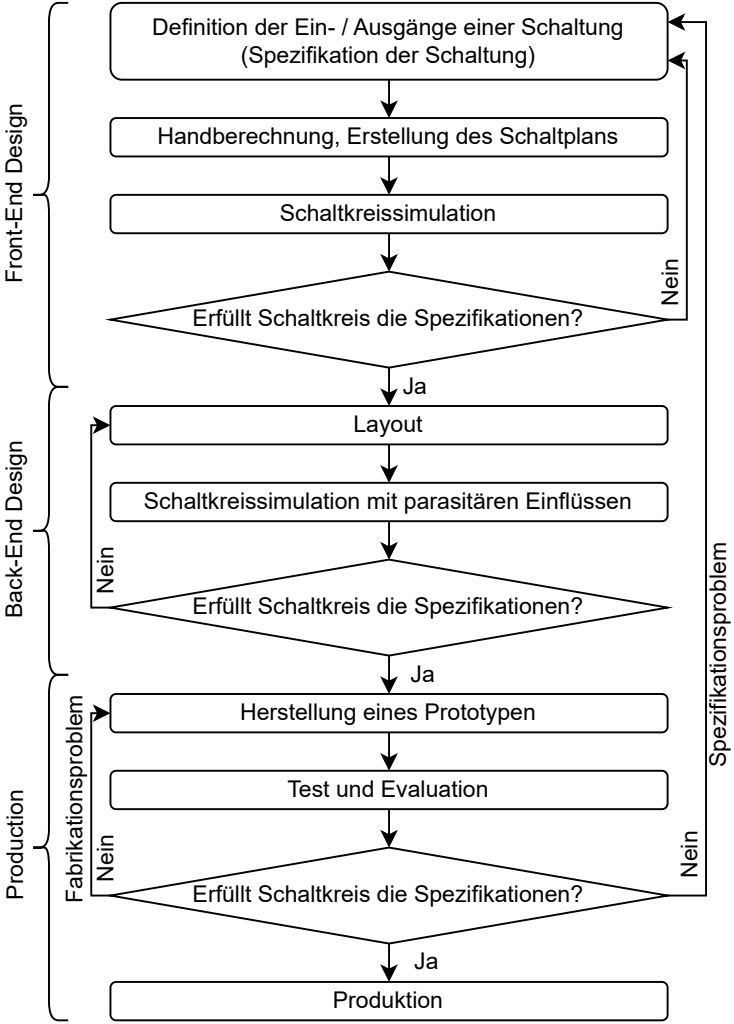 Definition der Ein- / Ausgänge einer Schaltung
(Spezifikation der Schaltung)
Handberechnung, Erstellung des Schaltplans
Front-End Design
Schaltkreissimulation
Nein
Erfüllt Schaltkreis die Spezifikationen?
Ja
Layout
Back-End Design
Schaltkreissimulation mit parasitären Einflüssen
Nein
Erfüllt Schaltkreis die Spezifikationen?
Spezifikationsproblem
Ja
Herstellung eines Prototypen
Fabrikationsproblem
Test und Evaluation
Production
Nein
Nein
Erfüllt Schaltkreis die Spezifikationen?
Ja
Produktion